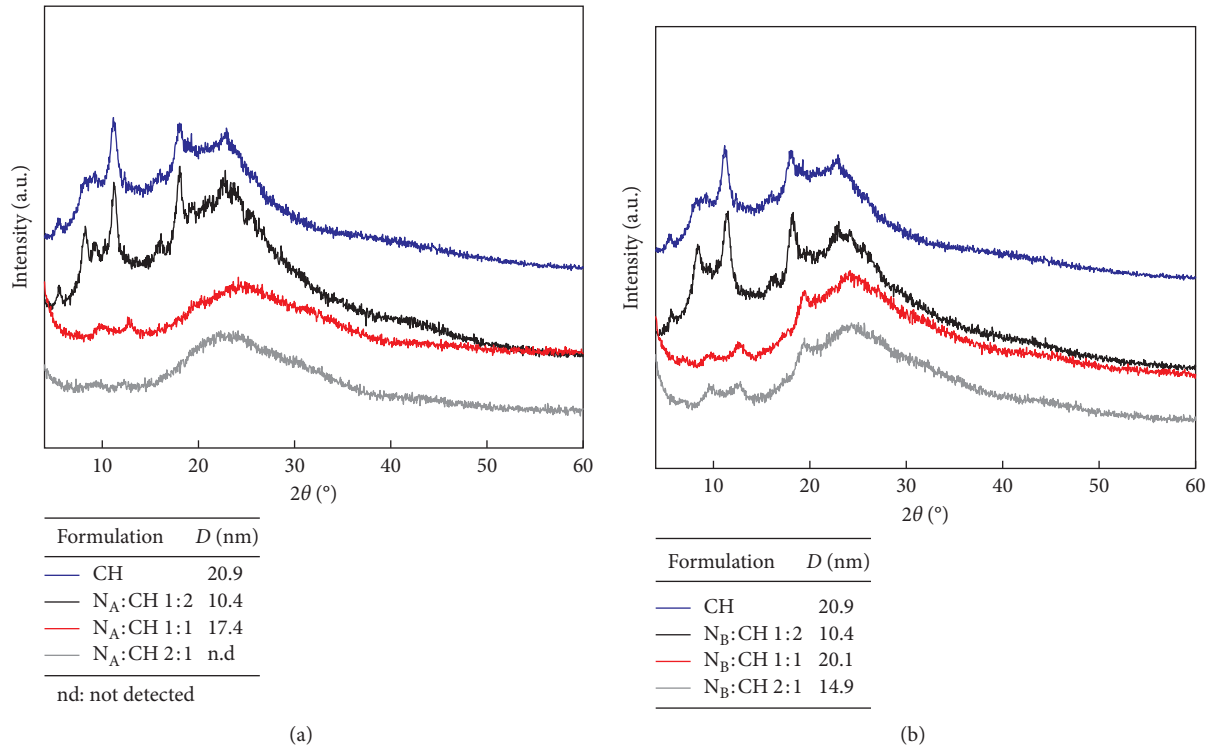 Intensity (a.u.)
10 20 30 40 50 60
2θ (°)
Formulation D (nm)
CH 20.9
N_A:CH 1:2 10.4
N_A:CH 1:1 17.4
N_A:CH 2:1 n.d
nd: not detected
(a)
Intensity (a.u.)
10 20 30 40 50 60
2θ (°)
Formulation D (nm)
CH 20.9
N_B:CH 1:2 10.4
N_B:CH 1:1 20.1
N_B:CH 2:1 14.9
(b)